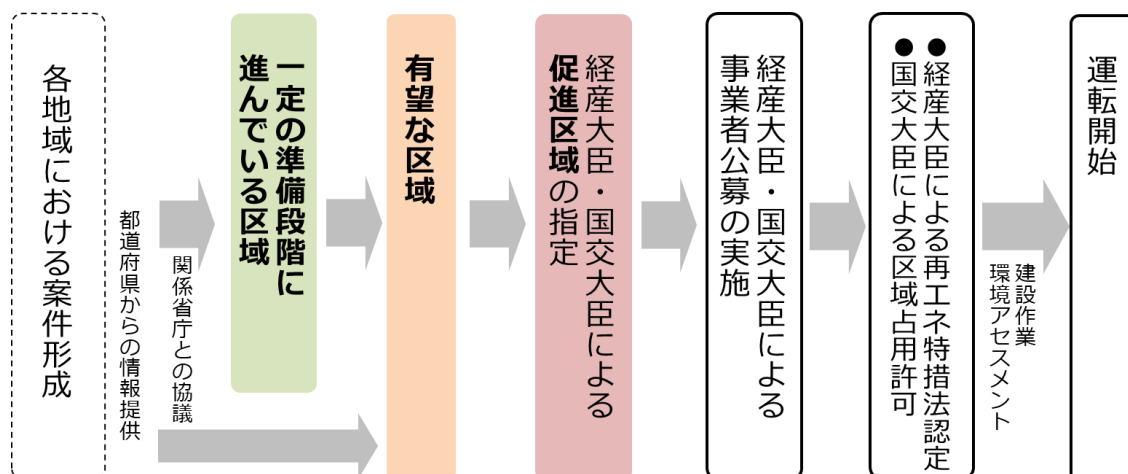 各地域における案件形成
都道府県からの情報提供
関係省庁との協議
一定の準備段階に
進んでいる区域
有望な区域
経産大臣・国交大臣による
促進区域の指定
経産大臣・国交大臣による
事業者公募の実施
●経産大臣による再エネ特措法認定
●国交大臣による区域占用許可
建設作業
環境アセスメント
運転開始